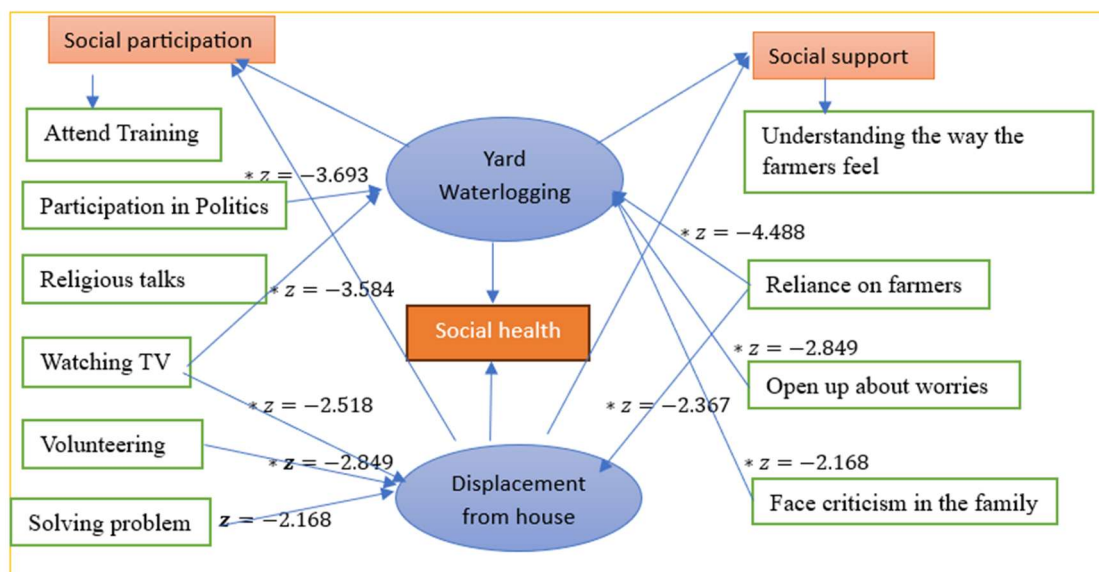 Social participation
Social support
Attend Training
Understanding the way the
farmers feel
Yard
Waterlogging
∗ z = −3.693
Participation in Politics
∗ z = −4.488
Religious talks
∗ z = −3.584
Reliance on farmers
Social health
Watching TV
∗ z = −2.849
Open up about worries
∗ z = −2.518
∗ z = −2.367
Volunteering
∗ z = −2.849
∗ z = −2.168
Displacement
from house
Face criticism in the family
Solving problem
z = −2.168